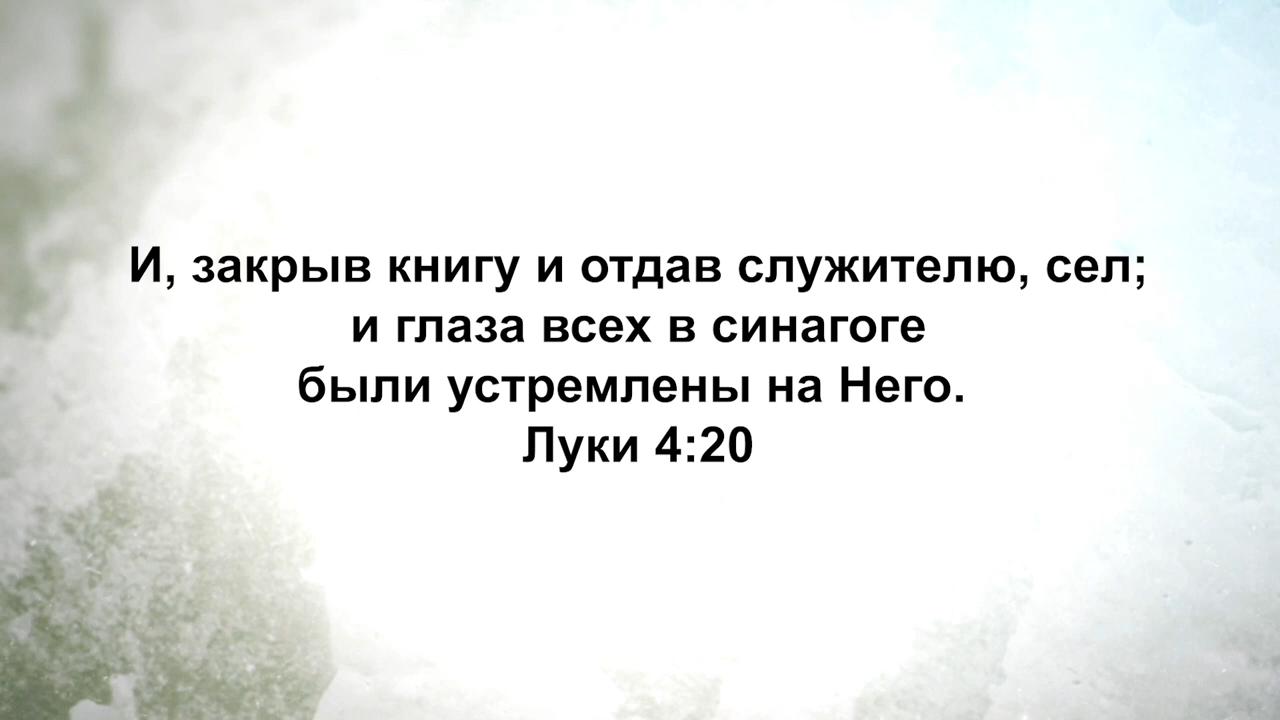 И, закрыв книгу и отдав служителю, сел;
и глаза всех в синагоге
были устремлены на Него.
Луки 4:20